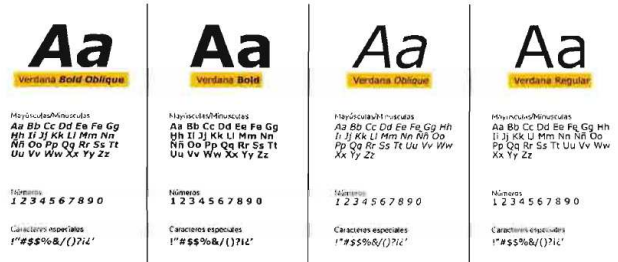 Aa
Verdana Bold Oblique
Mayúsculas/Minusculas
Aa Bb Cc Dd Ee Fe Gg
Hh Ii Jj Kk Ll Mm Nn
Ññ Oo Pp Qq Rr Ss Tt
Uu Vv Ww Xx Yy Zz
Números
1 2 3 4 5 6 7 8 9 0
Caracteres especiales
!"#$$%&/()?i¿'
Aa
Verdana Bold
Mayúsculas/Minusculas
Aa Bb Cc Dd Ee Fe Gg
Hh Ii Jj Kk Ll Mm Nn
Ññ Oo Pp Qq Rr Ss Tt
Uu Vv Ww Xx Yy Zz
Números
1 2 3 4 5 6 7 8 9 0
Caracteres especiales
!"#$$%&/()?i¿'
Aa
Verdana Oblique
Mayúsculas/Minusculas
Aa Bb Cc Dd Ee Fe Gg Hh
Ii Jj Kk Ll Mm Nn Ññ Oo
Pp Qq Rr Ss Tt Uu Vv Ww
Xx Yy Zz
Números
1 2 3 4 5 6 7 8 9 0
Caracteres especiales
!"#$$%&/()?i¿'
Aa
Verdana Regular
Mayúsculas/Minusculas
Aa Bb Cc Dd Ee Fe Gg Hh
Ii Jj Kk Ll Mm Nn Ññ Oo
Pp Qq Rr Ss Tt Uu Vv Ww
Xx Yy Zz
Números
1 2 3 4 5 6 7 8 9 0
Caracteres especiales
!"#$$%&/()?i¿'